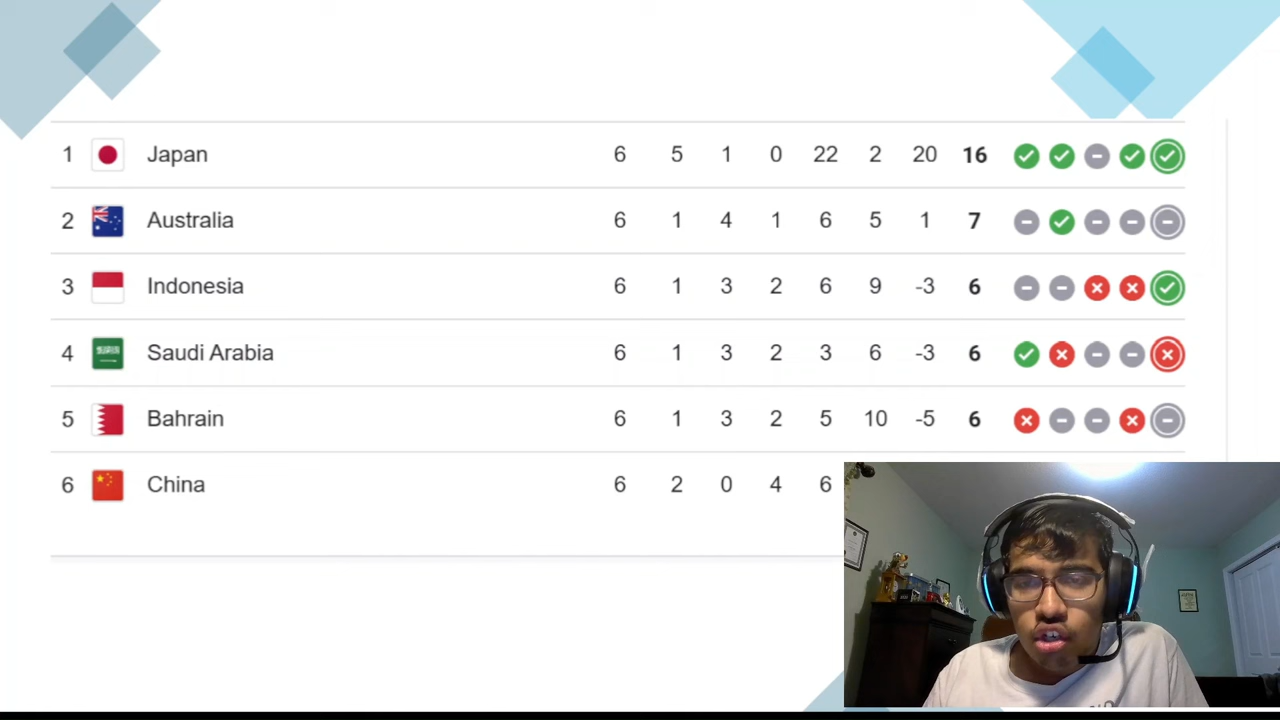 1 Japan 6 5 1 0 22 2 20 16
2 Australia 6 1 4 1 6 5 1 7
3 Indonesia 6 1 3 2 6 9 -3 6
4 Saudi Arabia 6 1 3 2 3 6 -3 6
5 Bahrain 6 1 3 2 5 10 -5 6
6 China 6 2 0 4 6